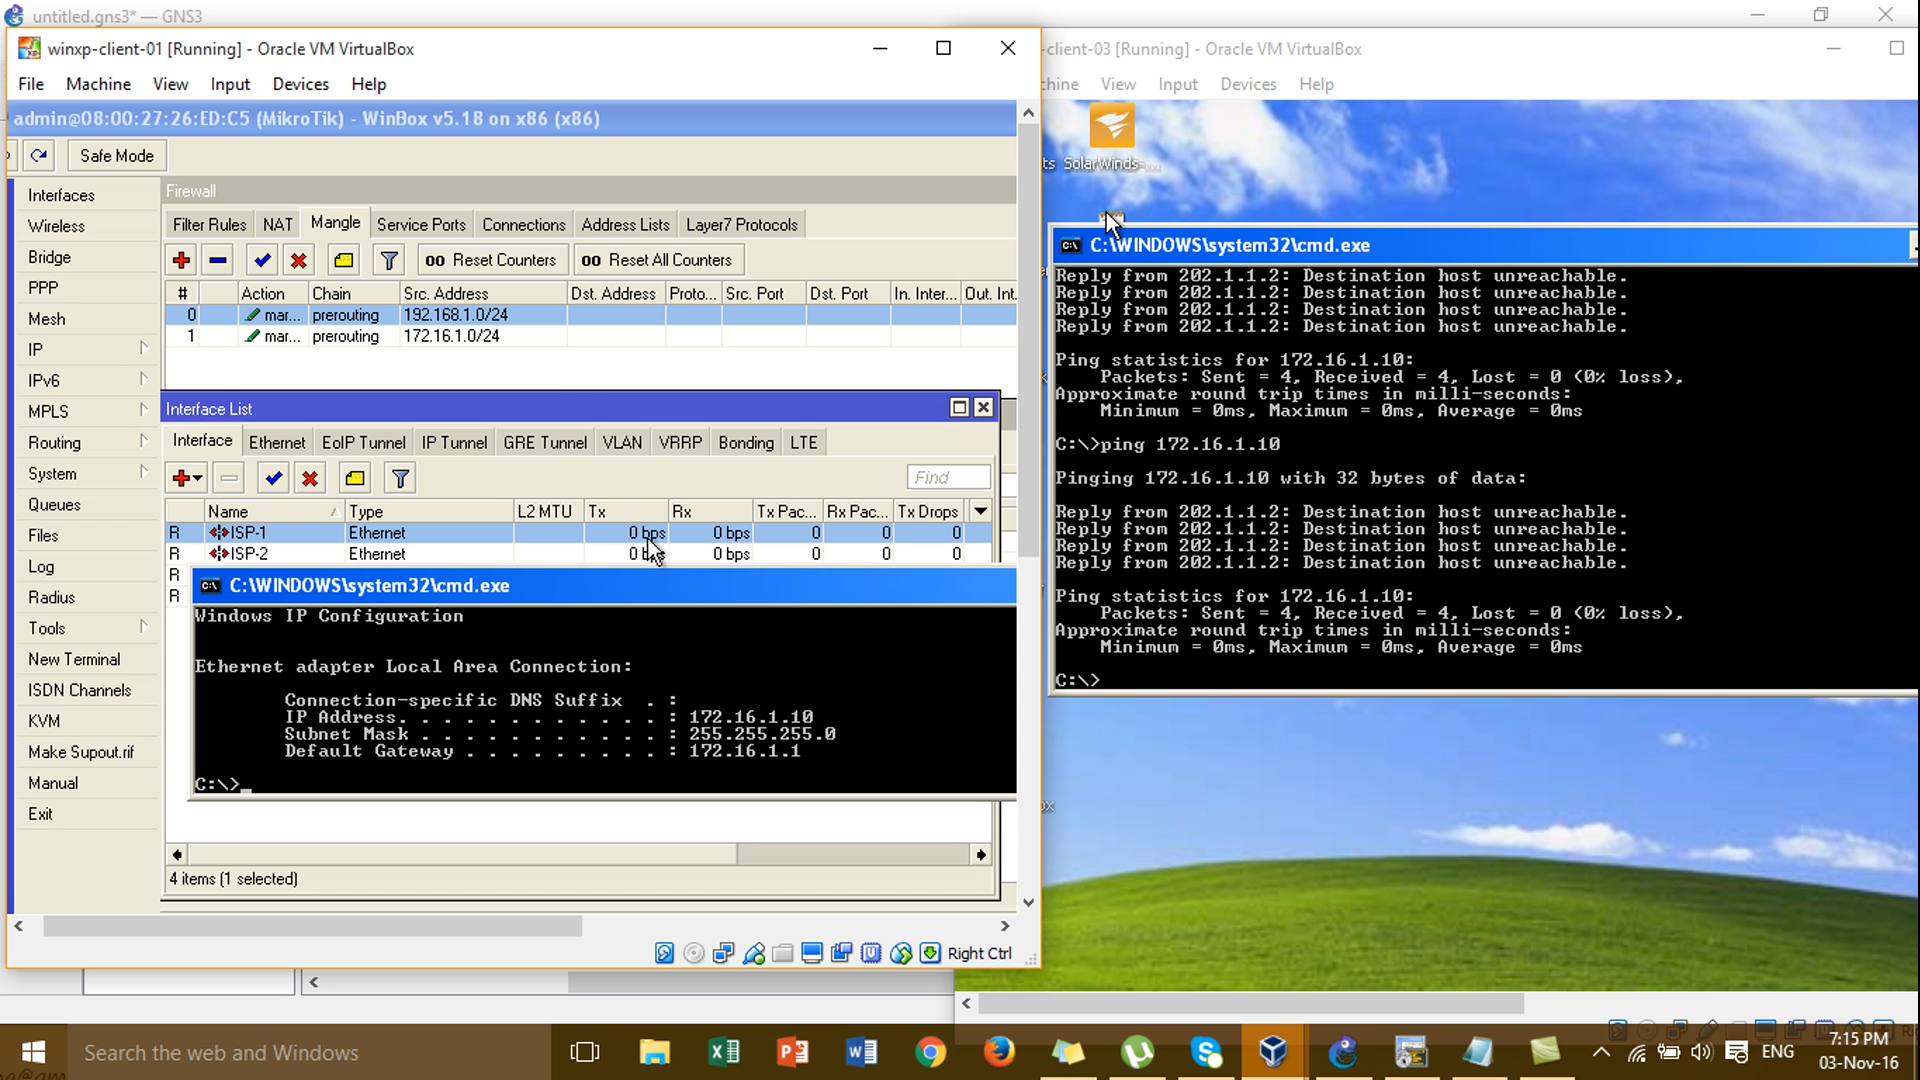 untitled.gns3* — GNS3
winxp-client-01 [Running] - Oracle VM VirtualBox
File Machine View Input Devices Help
admin@08:00:27:26:ED:C5 (MikroTik) - WinBox v5.18 on x86 (x86)
Safe Mode
Interfaces
Wireless
Bridge
PPP
Mesh
IP
IPv6
MPLS
Routing
System
Queues
Files
Log
Radius
Tools
New Terminal
ISDN Channels
KVM
Make Supout.rif
Manual
Exit
Firewall
Filter Rules NAT Mangle Service Ports Connections Address Lists Layer7 Protocols
00 Reset Counters 00 Reset All Counters
# Action Chain Src. Address Dst. Address Proto... Src. Port Dst. Port In. Inter... Out. Int.
0 mar... prerouting 192.168.1.0/24
1 mar... prerouting 172.16.1.0/24
Interface List
Interface Ethernet EoIP Tunnel IP Tunnel GRE Tunnel VLAN VRRP Bonding LTE
Find
Name Type L2 MTU Tx Rx Tx Pac... Rx Pac... Tx Drops
R ISP-1 Ethernet 0 bps 0 bps 0 0 0
R ISP-2 Ethernet 0 bps 0 bps 0 0 0
R
R
C:\WINDOWS\system32\cmd.exe
Windows IP Configuration
Ethernet adapter Local Area Connection:
Connection-specific DNS Suffix . :
IP Address. . . . . . . . . . . . : 172.16.1.10
Subnet Mask . . . . . . . . . . . : 255.255.255.0
Default Gateway . . . . . . . . . : 172.16.1.1
C:\>_
4 items (1 selected)
Right Ctrl
-client-03 [Running] - Oracle VM VirtualBox
chine View Input Devices Help
ts SolarWinds-...
C:\WINDOWS\system32\cmd.exe
Reply from 202.1.1.2: Destination host unreachable.
Reply from 202.1.1.2: Destination host unreachable.
Reply from 202.1.1.2: Destination host unreachable.
Reply from 202.1.1.2: Destination host unreachable.
Ping statistics for 172.16.1.10:
Packets: Sent = 4, Received = 4, Lost = 0 (0% loss),
Approximate round trip times in milli-seconds:
Minimum = 0ms, Maximum = 0ms, Average = 0ms
C:\>ping 172.16.1.10
Pinging 172.16.1.10 with 32 bytes of data:
Reply from 202.1.1.2: Destination host unreachable.
Reply from 202.1.1.2: Destination host unreachable.
Reply from 202.1.1.2: Destination host unreachable.
Reply from 202.1.1.2: Destination host unreachable.
Ping statistics for 172.16.1.10:
Packets: Sent = 4, Received = 4, Lost = 0 (0% loss),
Approximate round trip times in milli-seconds:
Minimum = 0ms, Maximum = 0ms, Average = 0ms
C:\>
Search the web and Windows
ENG
7:15 PM
03-Nov-16